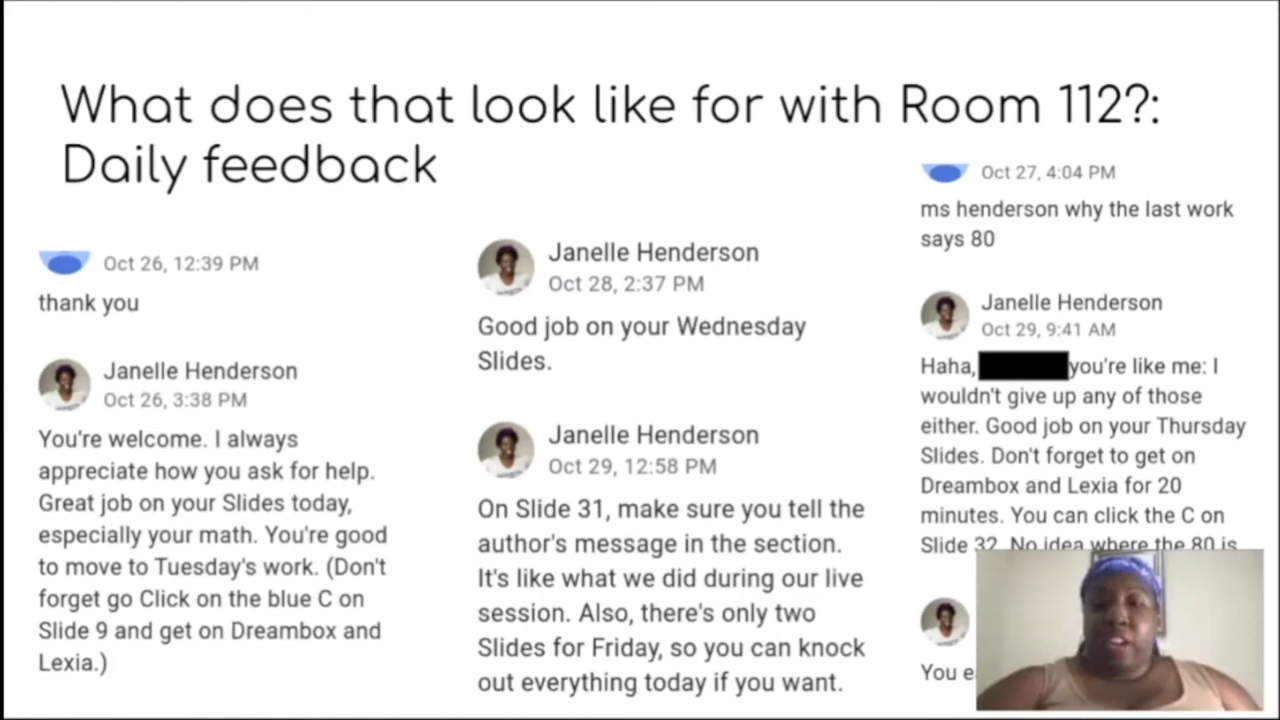 What does that look like for with Room 112?:
Daily feedback
Oct 26, 12:39 PM
thank you
Janelle Henderson
Oct 26, 3:38 PM
You're welcome. I always
appreciate how you ask for help.
Great job on your Slides today,
especially your math. You're good
to move to Tuesday's work. (Don't
forget go Click on the blue C on
Slide 9 and get on Dreambox and
Lexia.)
Janelle Henderson
Oct 28, 2:37 PM
Good job on your Wednesday
Slides.
Janelle Henderson
Oct 29, 12:58 PM
On Slide 31, make sure you tell the
author's message in the section.
It's like what we did during our live
session. Also, there's only two
Slides for Friday, so you can knock
out everything today if you want.
Oct 27, 4:04 PM
ms henderson why the last work
says 80
Janelle Henderson
Oct 29, 9:41 AM
Haha, you're like me: I
wouldn't give up any of those
either. Good job on your Thursday
Slides. Don't forget to get on
Dreambox and Lexia for 20
minutes. You can click the C on
Slide 32. No idea where the 80 is
You